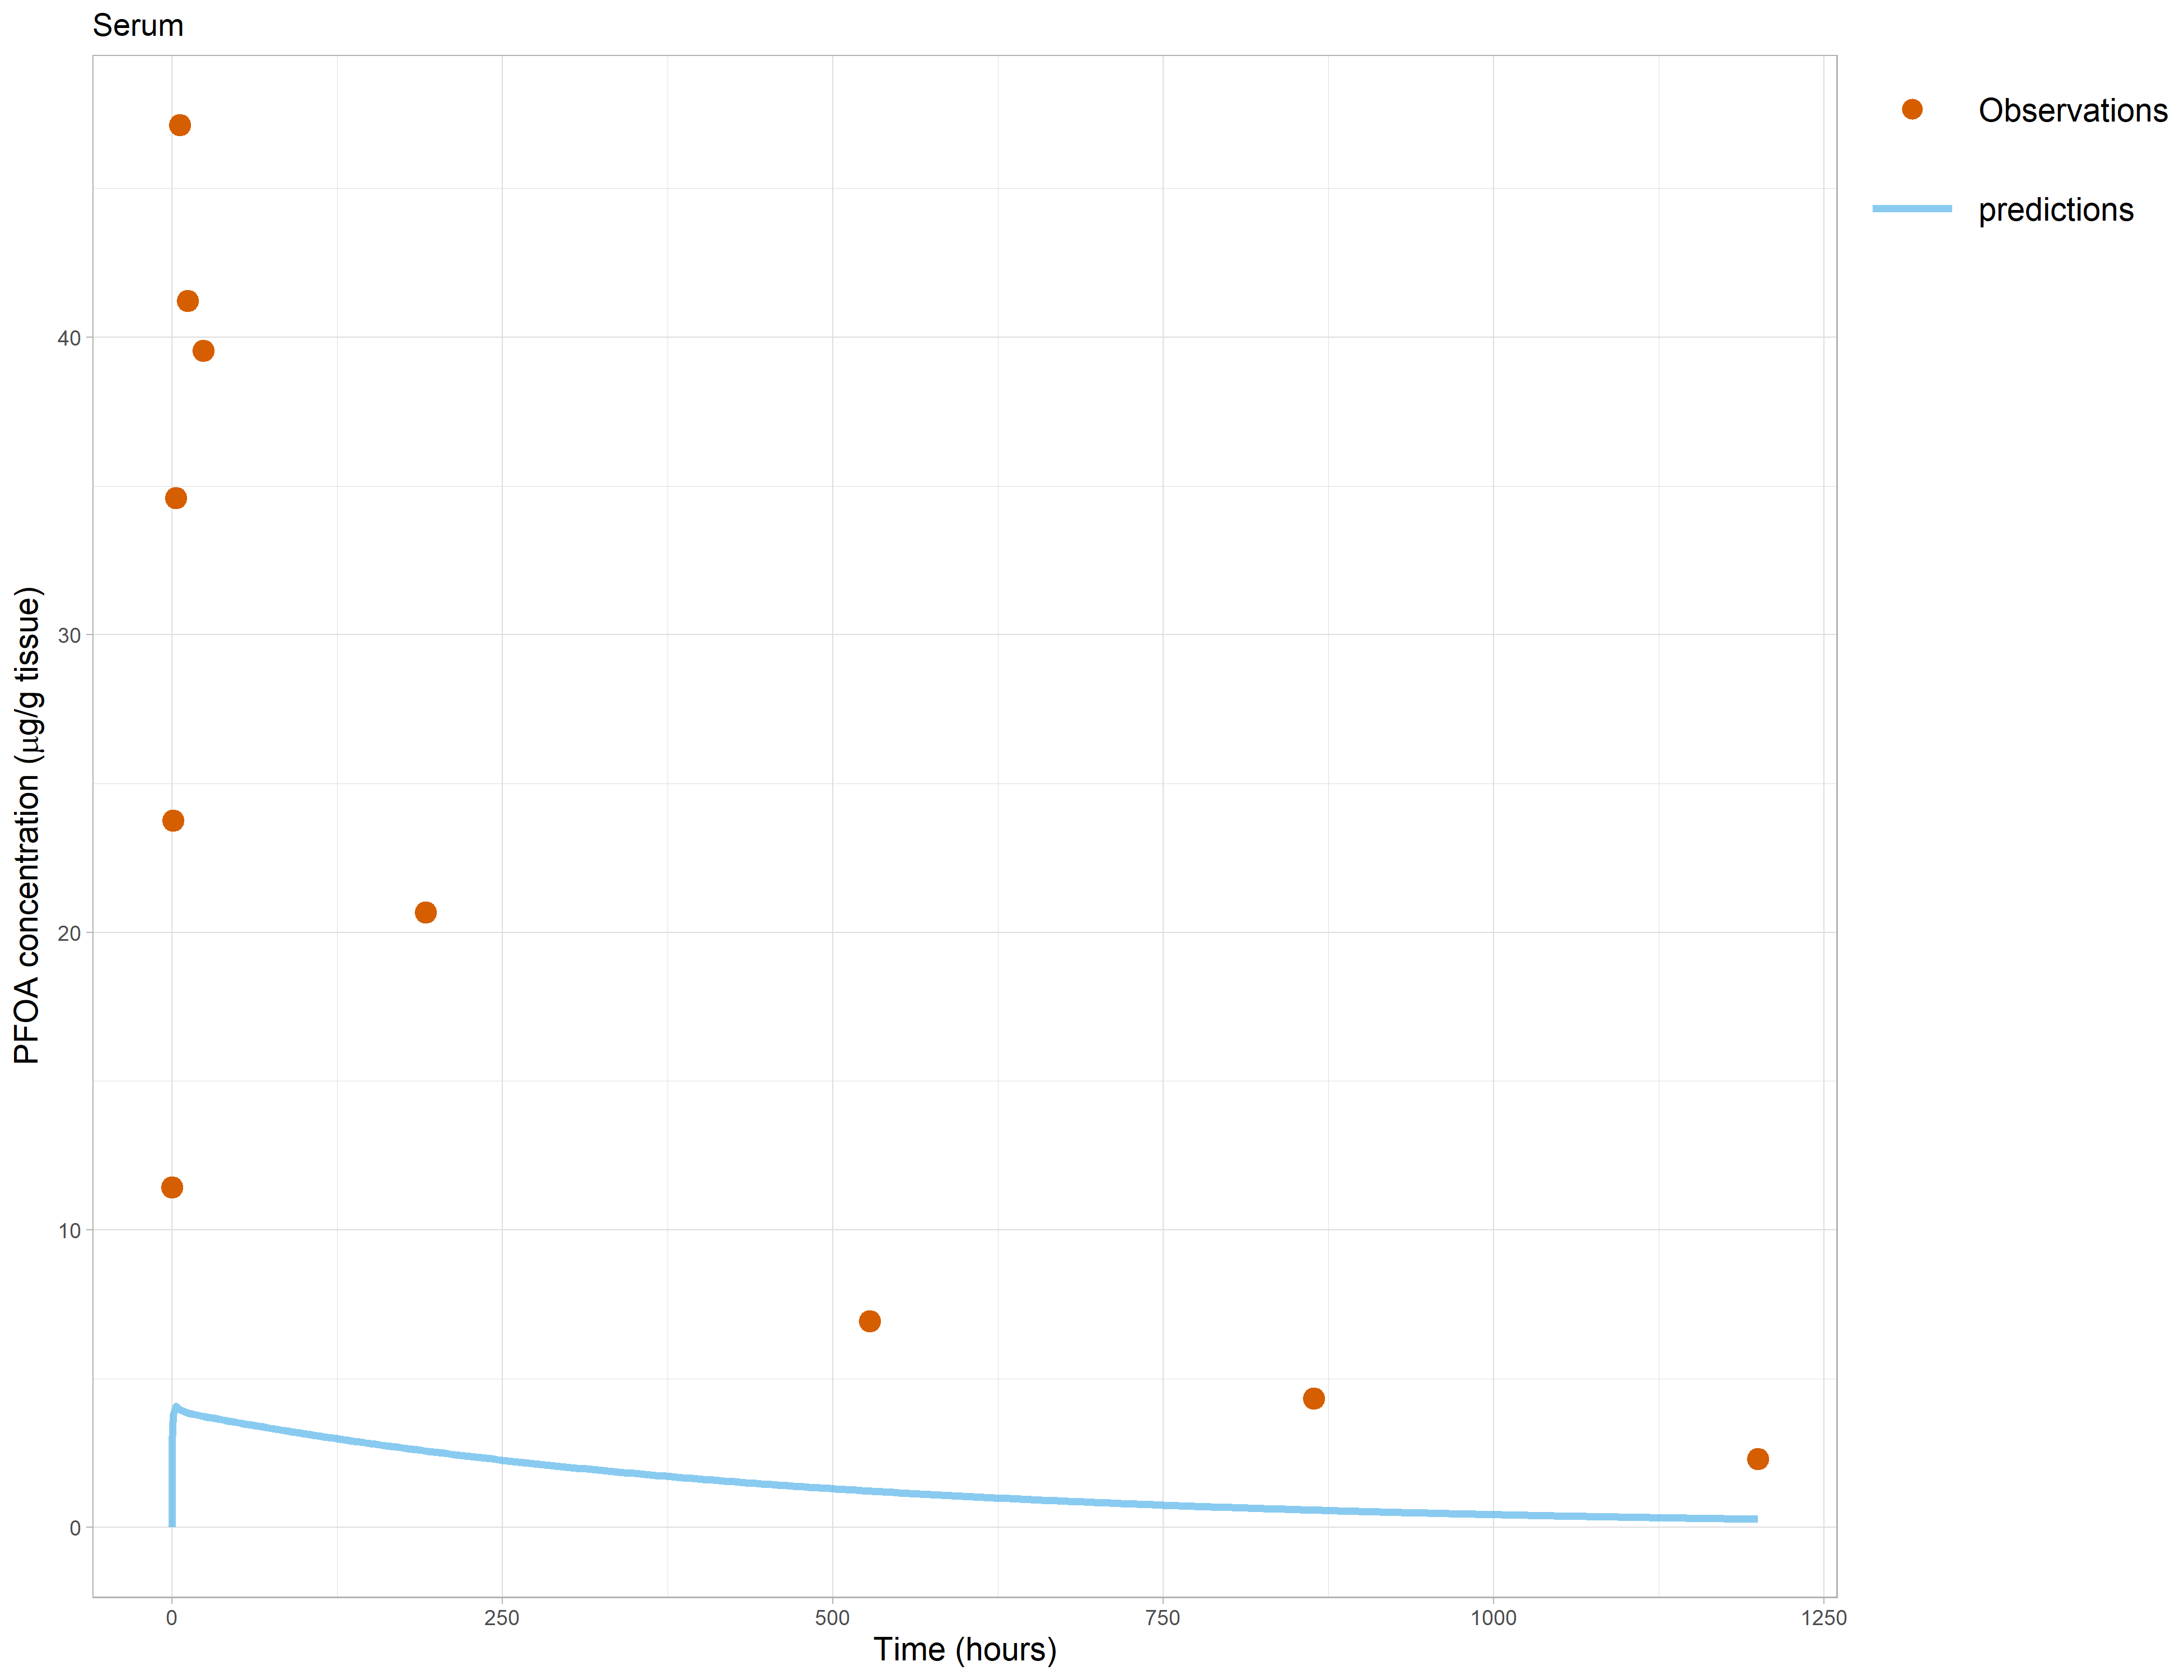 Serum
Observations
predictions
PFOA concentration (μg/g tissue)
40
30
20
10
0
0 250 500 750 1000 1250
Time (hours)